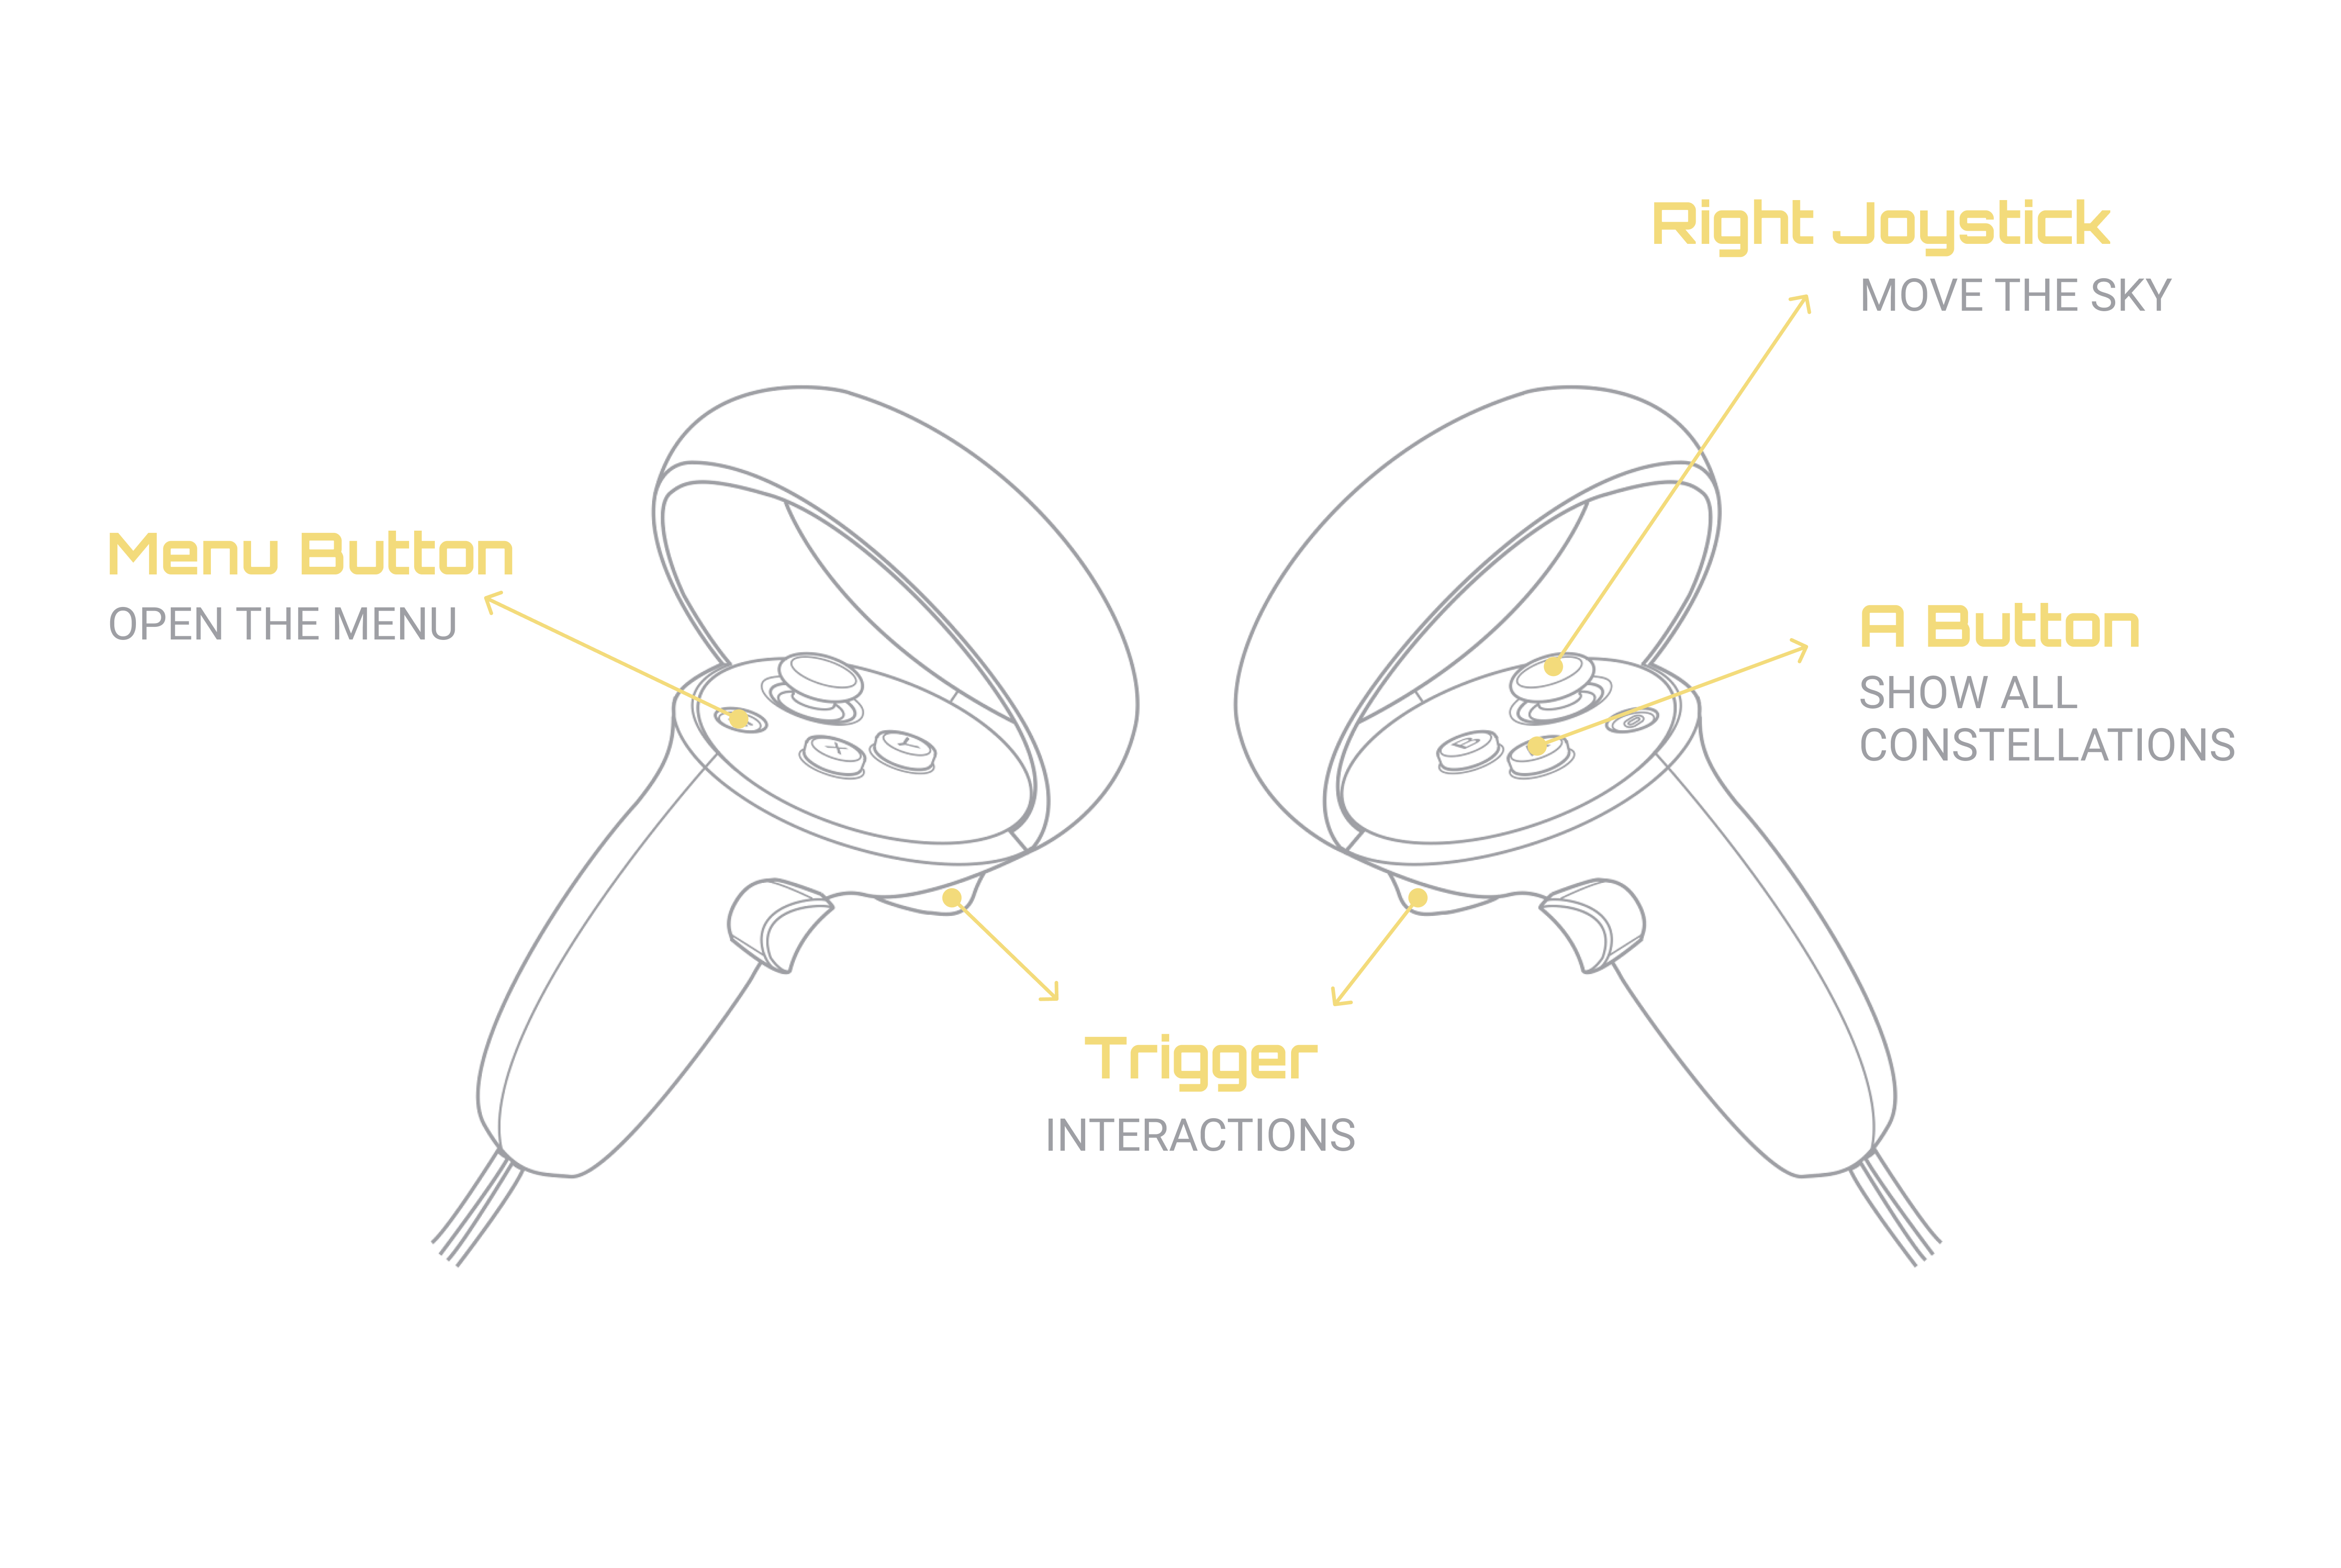 Right Joystick
MOVE THE SKY
Menu Button
OPEN THE MENU
A Button
SHOW ALL
CONSTELLATIONS
X
Y
B
Trigger
INTERACTIONS